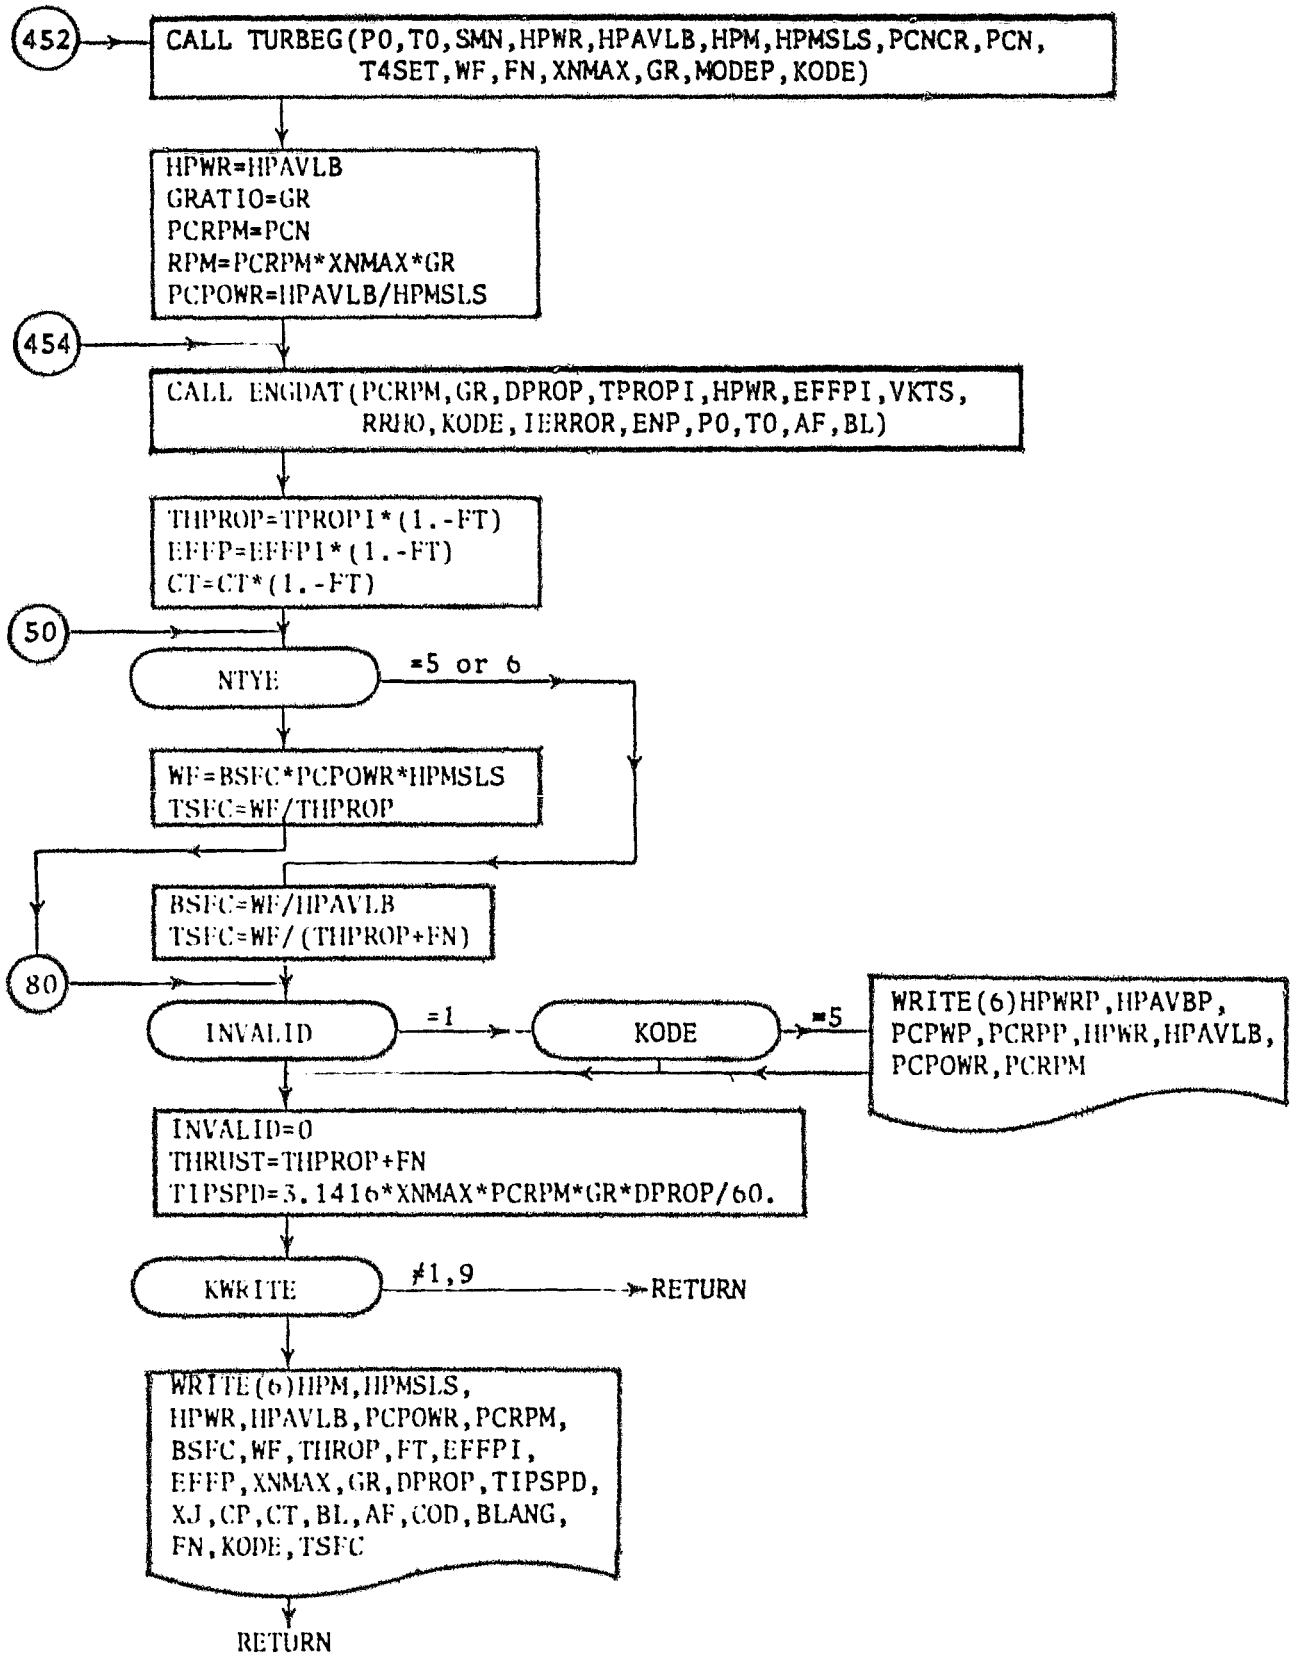 452
CALL TURBEG(PO,TO,SMN,HPWR,HPAVLB,HPM,HPMSLS,PCNCR,PCN,
T4SET,WF,FN,XNMAX,GR,MODEP,KODE)
HPWR=HPAVLB
GRATIO=GR
PCRPM=PCN
RPM=PCRPM*XNMAX*GR
PCPOWR=HPAVLB/HPMSLS
454
CALL ENGDAT(PCRPM,GR,DPROP,TPROPI,HPWR,EFFPI,VKTS,
RRHO,KODE,IERROR,ENP,PO,TO,AF,BL)
THPROP=TPROPI*(1.-FT)
EFFP=EFFPI*(1.-FT)
CT=CT*(1.-FT)
50
NTYE
=5 or 6
WF=BSFC*PCPOWR*HPMSLS
TSFC=WF/THPROP
BSFC=WF/HPAVLB
TSFC=WF/(THPROP+FN)
80
INVALID
=1
KODE
=5
WRITE(6)HPWRP,HPAVBP,
PCPWP,PCRPP,HPWR,HPAVLB,
PCPOWR,PCRPM
INVALID=0
THRUST=THPROP+FN
TIPSPD=3.1416*XNMAX*PCRPM*GR*DPROP/60.
KWRITE
≠1,9
RETURN
WRITE(6)HPM,HPMSLS,
HPWR,HPAVLB,PCPOWR,PCRPM,
BSFC,WF,THROP,FT,EFFPI,
EFFP,XNMAX,GR,DPROP,TIPSPD,
XJ,CP,CT,BL,AF,COD,BLANG,
FN,KODE,TSFC
RETURN